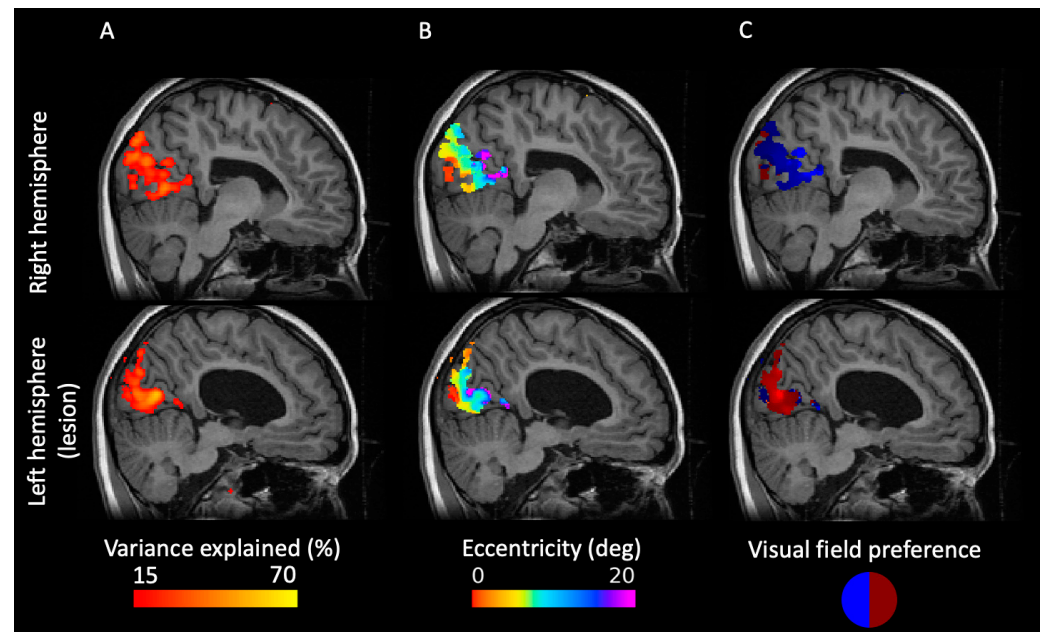 A
B
C
Right hemisphere
Left hemisphere
(lesion)
Variance explained (%)
15
70
Eccentricity (deg)
0
20
Visual field preference